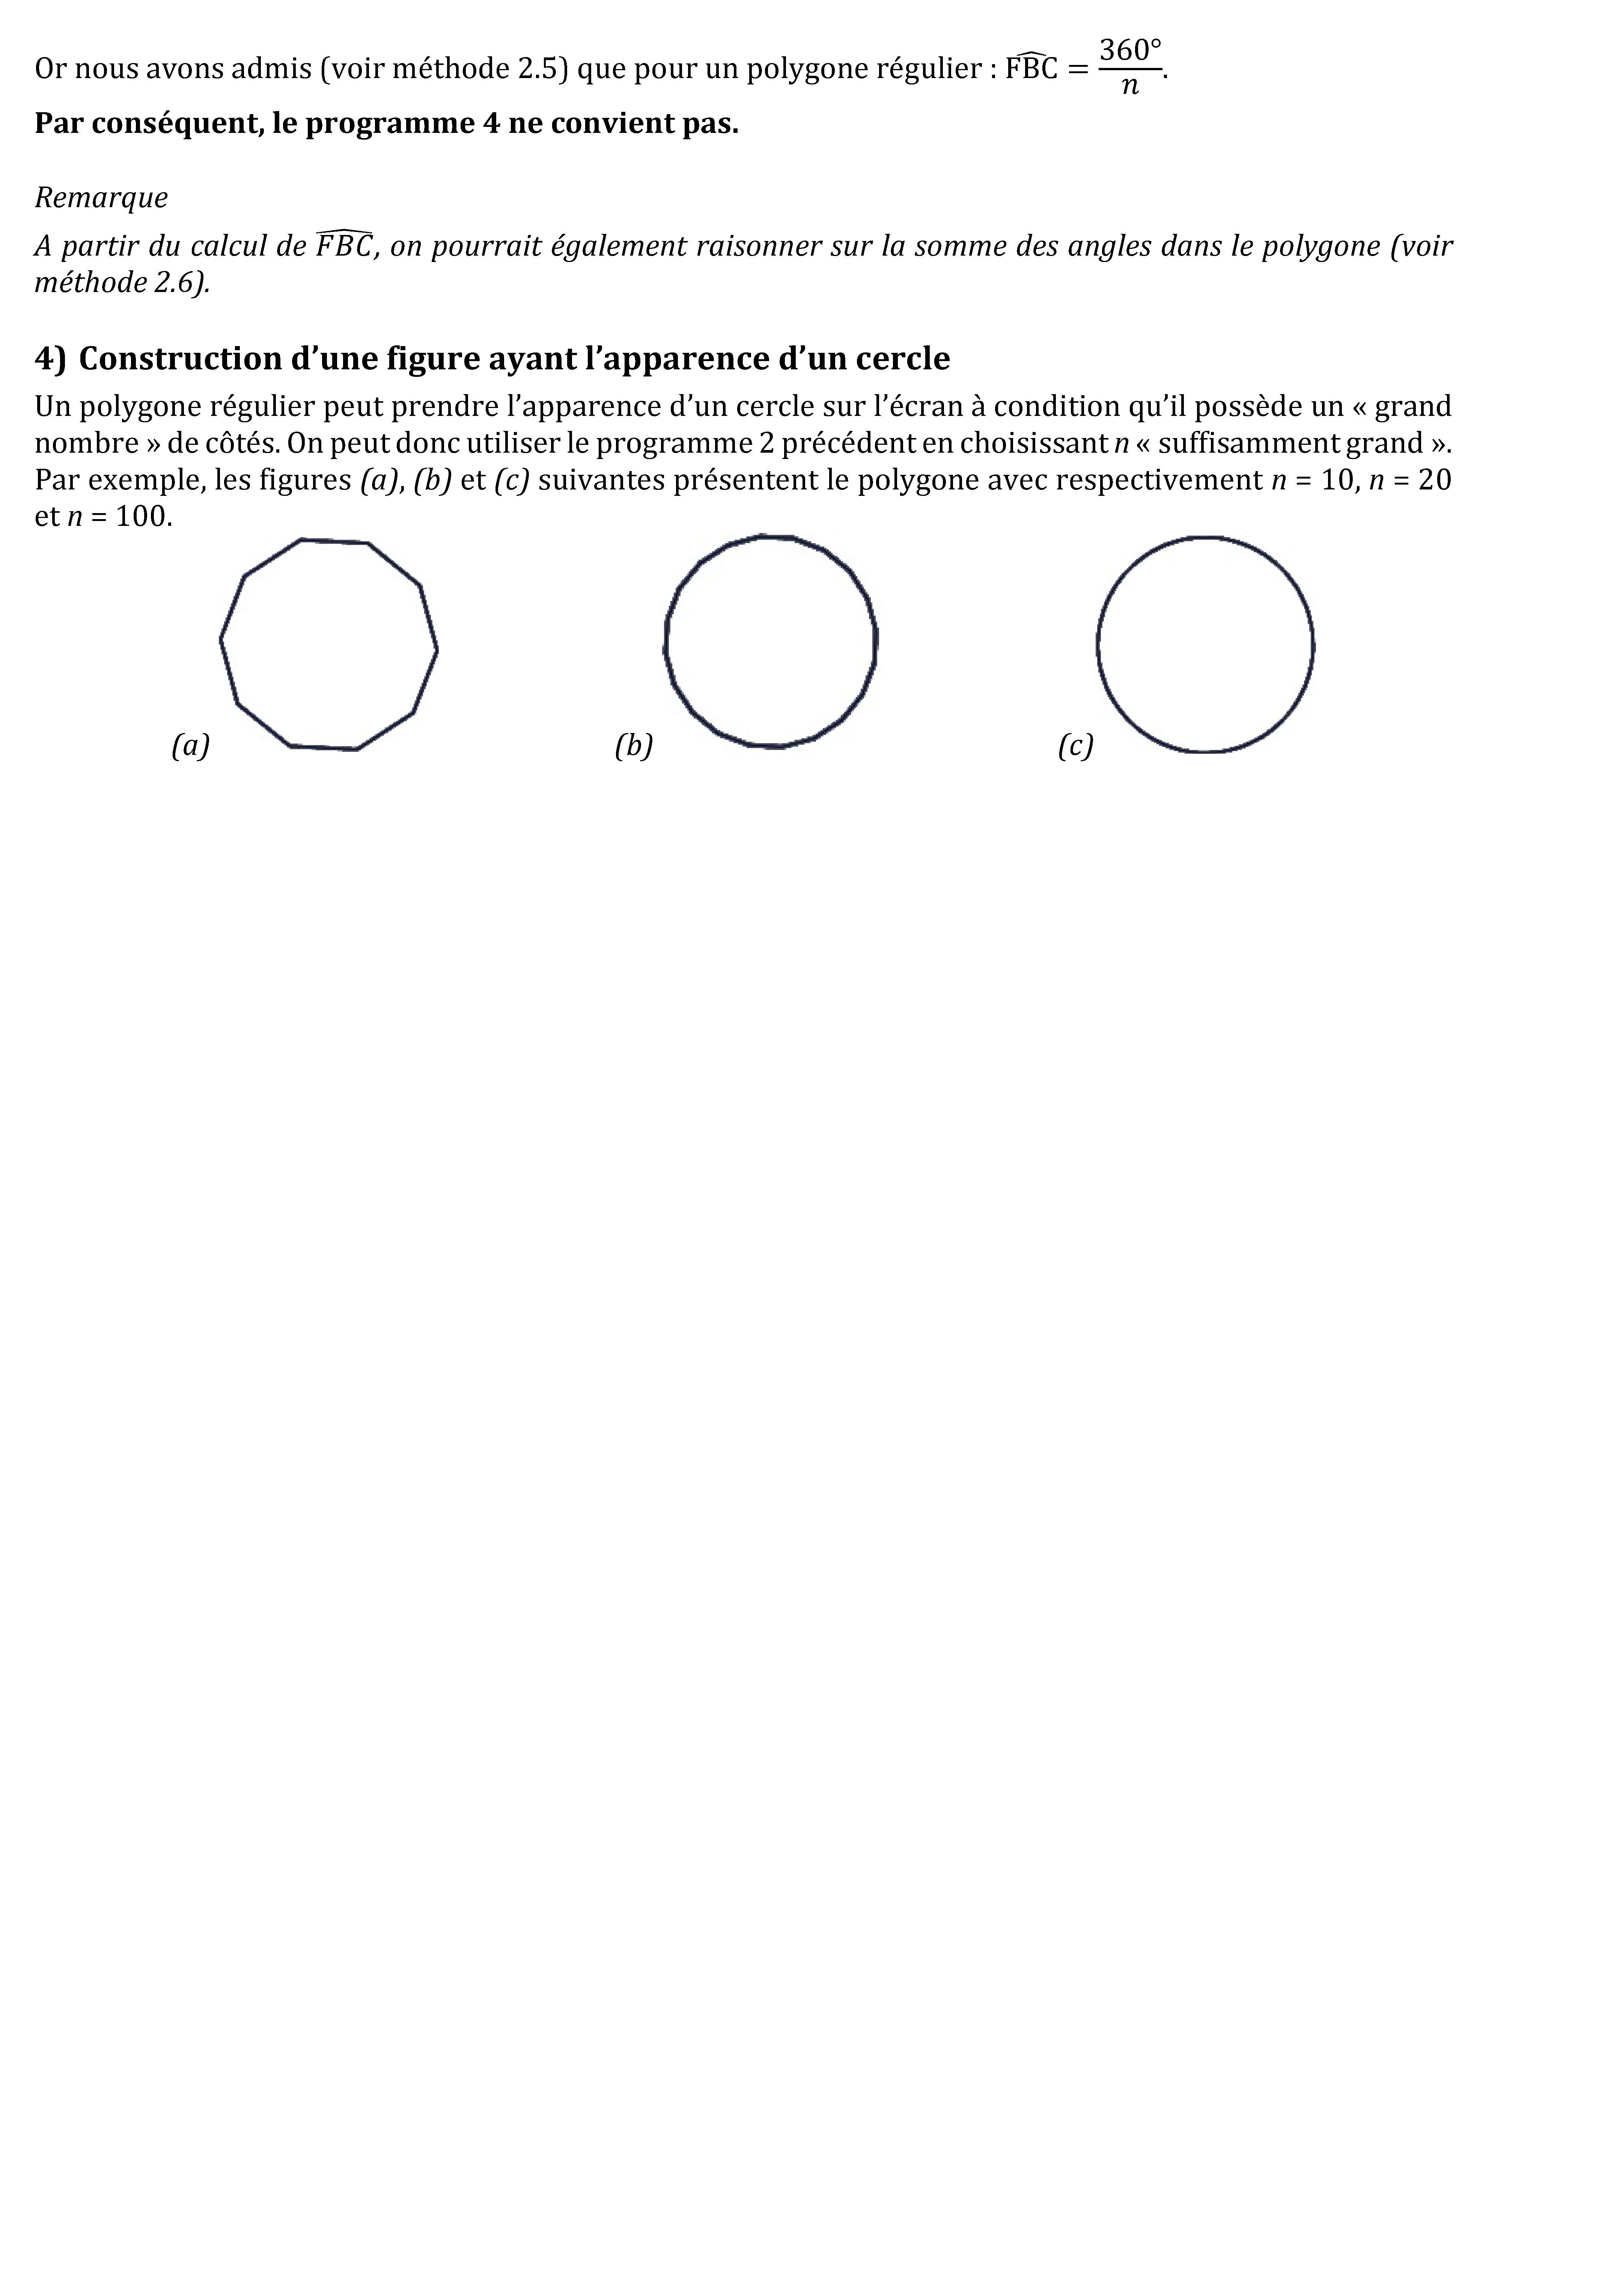 Or nous avons admis (voir méthode 2.5) que pour un polygone régulier : $\widehat{\text{FBC}} = \frac{360°}{n}$.
Par conséquent, le programme 4 ne convient pas.
Remarque
A partir du calcul de $\widehat{FBC}$, on pourrait également raisonner sur la somme des angles dans le polygone (voir
méthode 2.6).
4) Construction d’une figure ayant l’apparence d’un cercle
Un polygone régulier peut prendre l’apparence d’un cercle sur l’écran à condition qu’il possède un « grand
nombre » de côtés. On peut donc utiliser le programme 2 précédent en choisissant n « suffisamment grand ».
Par exemple, les figures (a), (b) et (c) suivantes présentent le polygone avec respectivement n = 10, n = 20
et n = 100.
(a) (b) (c)